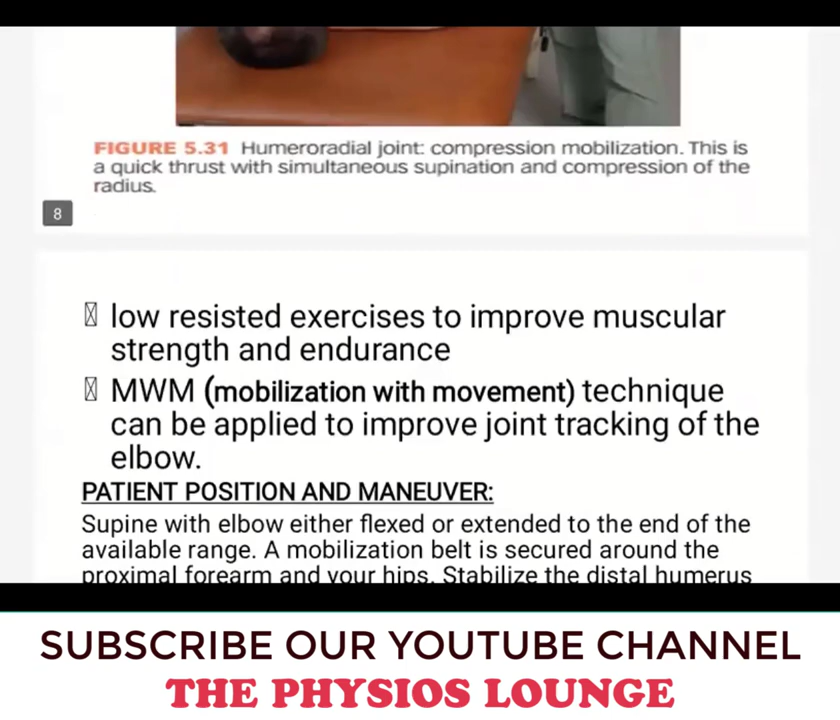 FIGURE 5.31 Humeroradial joint: compression mobilization. This is
a quick thrust with simultaneous supination and compression of the
radius.
8
low resisted exercises to improve muscular
strength and endurance
MWM (mobilization with movement) technique
can be applied to improve joint tracking of the
elbow.
PATIENT POSITION AND MANEUVER:
Supine with elbow either flexed or extended to the end of the
available range. A mobilization belt is secured around the
proximal forearm and your hips. Stabilize the distal humerus
SUBSCRIBE OUR YOUTUBE CHANNEL
THE PHYSIOS LOUNGE